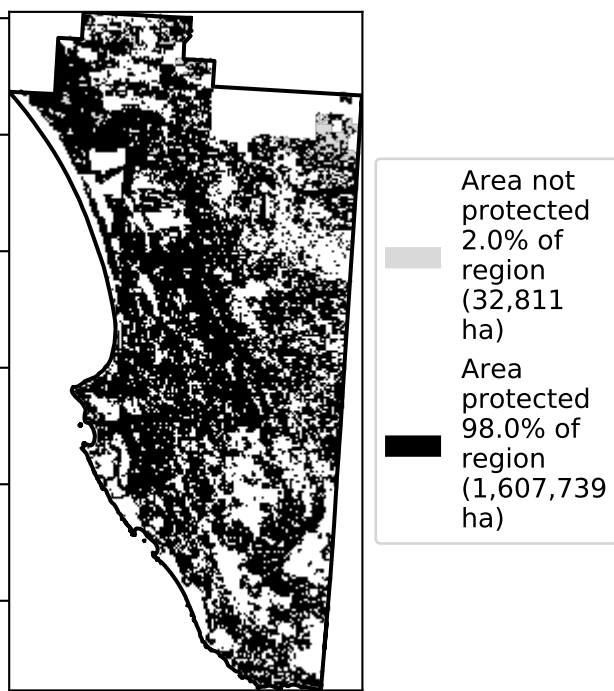 Area not
protected
2.0% of
region
(32,811
ha)
Area
protected
98.0% of
region
(1,607,739
ha)